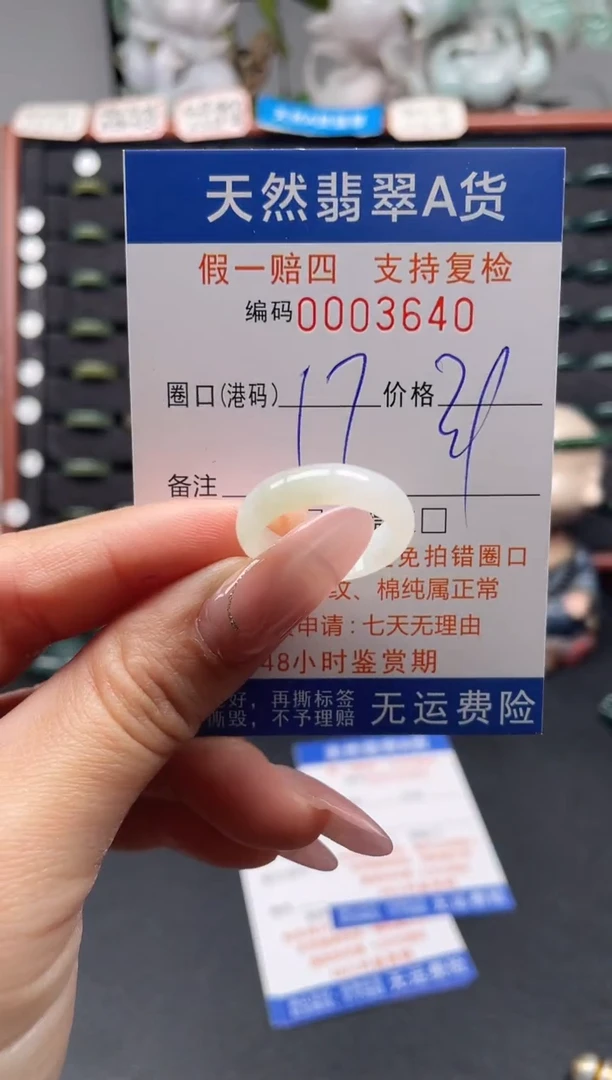 天然翡翠A货
假一赔四 支持复检
编码0003640
圈口(港码) 17 价格
备注
免拍错圈口
纹、棉纯属正常
申请：七天无理由
48小时鉴赏期
好，再撕标签
撕毁，不予理赔
无运费险